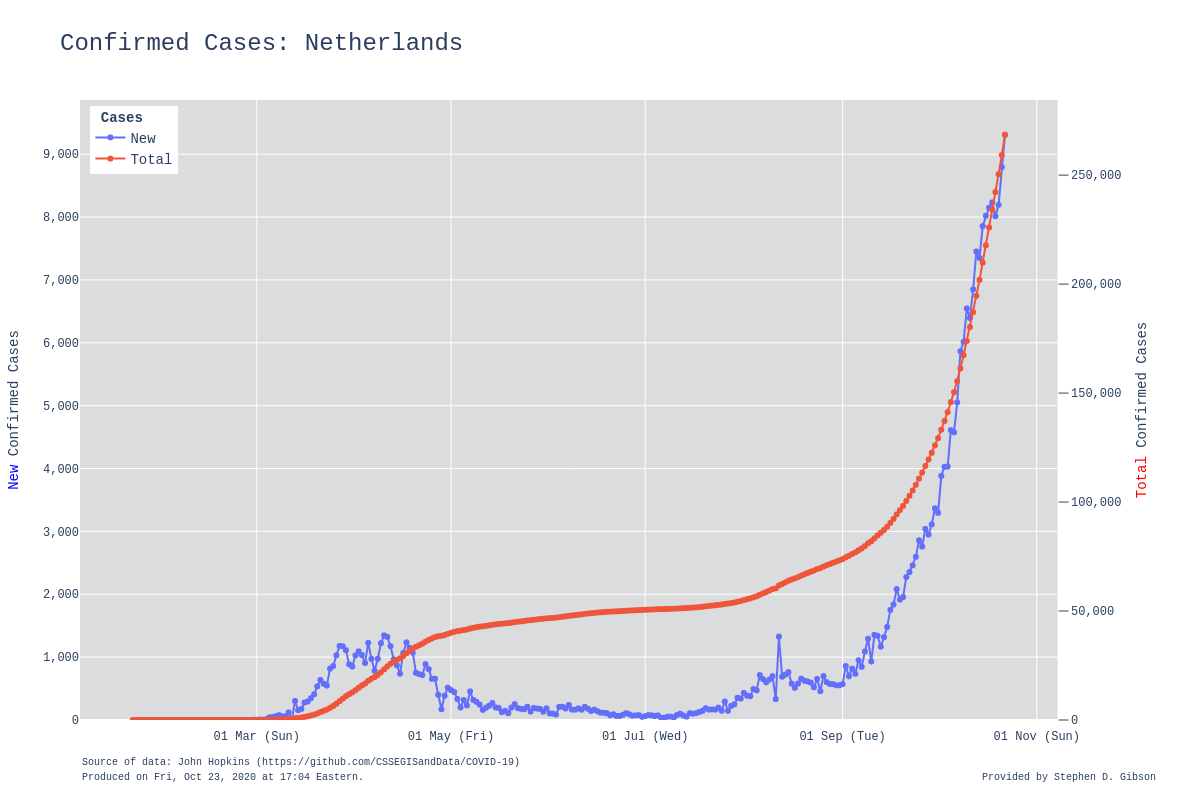 Confirmed Cases: Netherlands
Cases
New
Total
9,000
8,000
7,000
6,000
5,000
4,000
3,000
2,000
1,000
0
New Confirmed Cases
250,000
200,000
150,000
100,000
50,000
0
Total Confirmed Cases
01 Mar (Sun)
01 May (Fri)
01 Jul (Wed)
01 Sep (Tue)
01 Nov (Sun)
Source of data: John Hopkins (https://github.com/CSSEGISandData/COVID-19)
Produced on Fri, Oct 23, 2020 at 17:04 Eastern.
Provided by Stephen D. Gibson